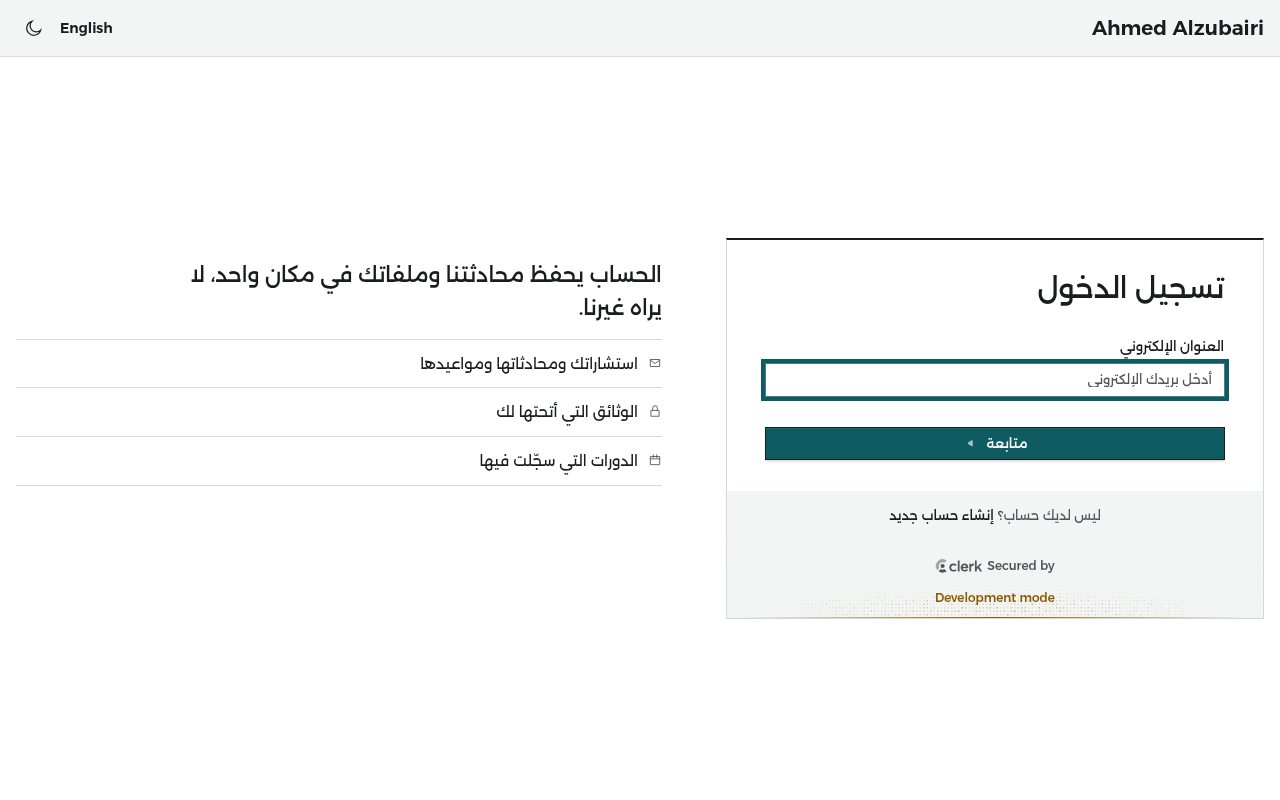 Ahmed Alzubairi
English
تسجيل الدخول
العنوان الإلكتروني
أدخل بريدك الإلكتروني
متابعة
ليس لديك حساب؟ إنشاء حساب جديد
Secured by clerk
Development mode
الحساب يحفظ محادثتنا وملفاتك في مكان واحد، لا
يراه غيرنا.
استشاراتك ومحادثاتها ومواعيدها
الوثائق التي أتحتها لك
الدورات التي سجّلت فيها